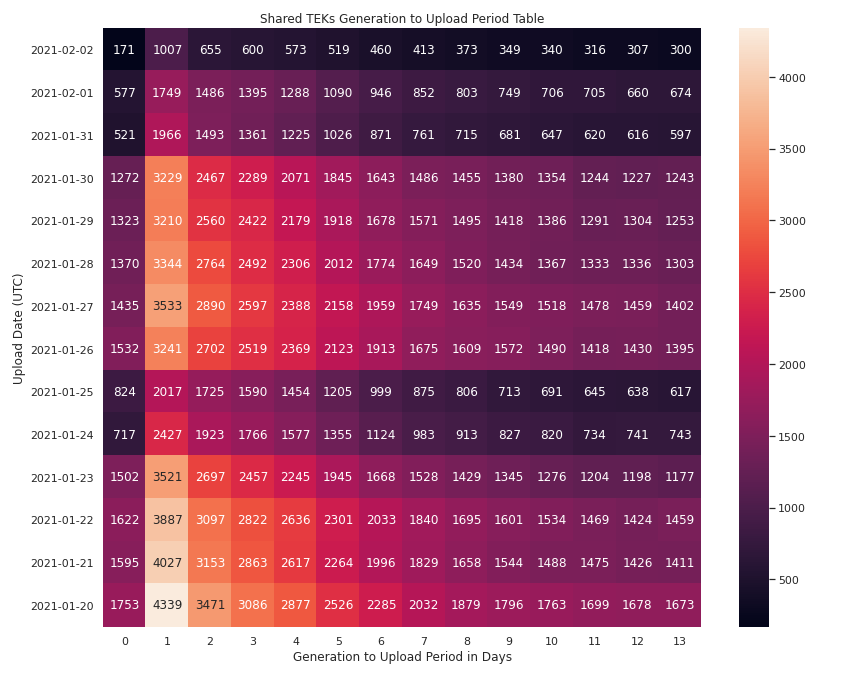 Shared TEKs Generation to Upload Period Table
Upload Date (UTC)
2021-02-02 171 1007 655 600 573 519 460 413 373 349 340 316 307 300
2021-02-01 577 1749 1486 1395 1288 1090 946 852 803 749 706 705 660 674
2021-01-31 521 1966 1493 1361 1225 1026 871 761 715 681 647 620 616 597
2021-01-30 1272 3229 2467 2289 2071 1845 1643 1486 1455 1380 1354 1244 1227 1243
2021-01-29 1323 3210 2560 2422 2179 1918 1678 1571 1495 1418 1386 1291 1304 1253
2021-01-28 1370 3344 2764 2492 2306 2012 1774 1649 1520 1434 1367 1333 1336 1303
2021-01-27 1435 3533 2890 2597 2388 2158 1959 1749 1635 1549 1518 1478 1459 1402
2021-01-26 1532 3241 2702 2519 2369 2123 1913 1675 1609 1572 1490 1418 1430 1395
2021-01-25 824 2017 1725 1590 1454 1205 999 875 806 713 691 645 638 617
2021-01-24 717 2427 1923 1766 1577 1355 1124 983 913 827 820 734 741 743
2021-01-23 1502 3521 2697 2457 2245 1945 1668 1528 1429 1345 1276 1204 1198 1177
2021-01-22 1622 3887 3097 2822 2636 2301 2033 1840 1695 1601 1534 1469 1424 1459
2021-01-21 1595 4027 3153 2863 2617 2264 1996 1829 1658 1544 1488 1475 1426 1411
2021-01-20 1753 4339 3471 3086 2877 2526 2285 2032 1879 1796 1763 1699 1678 1673
0 1 2 3 4 5 6 7 8 9 10 11 12 13
Generation to Upload Period in Days
4000
3500
3000
2500
2000
1500
1000
500